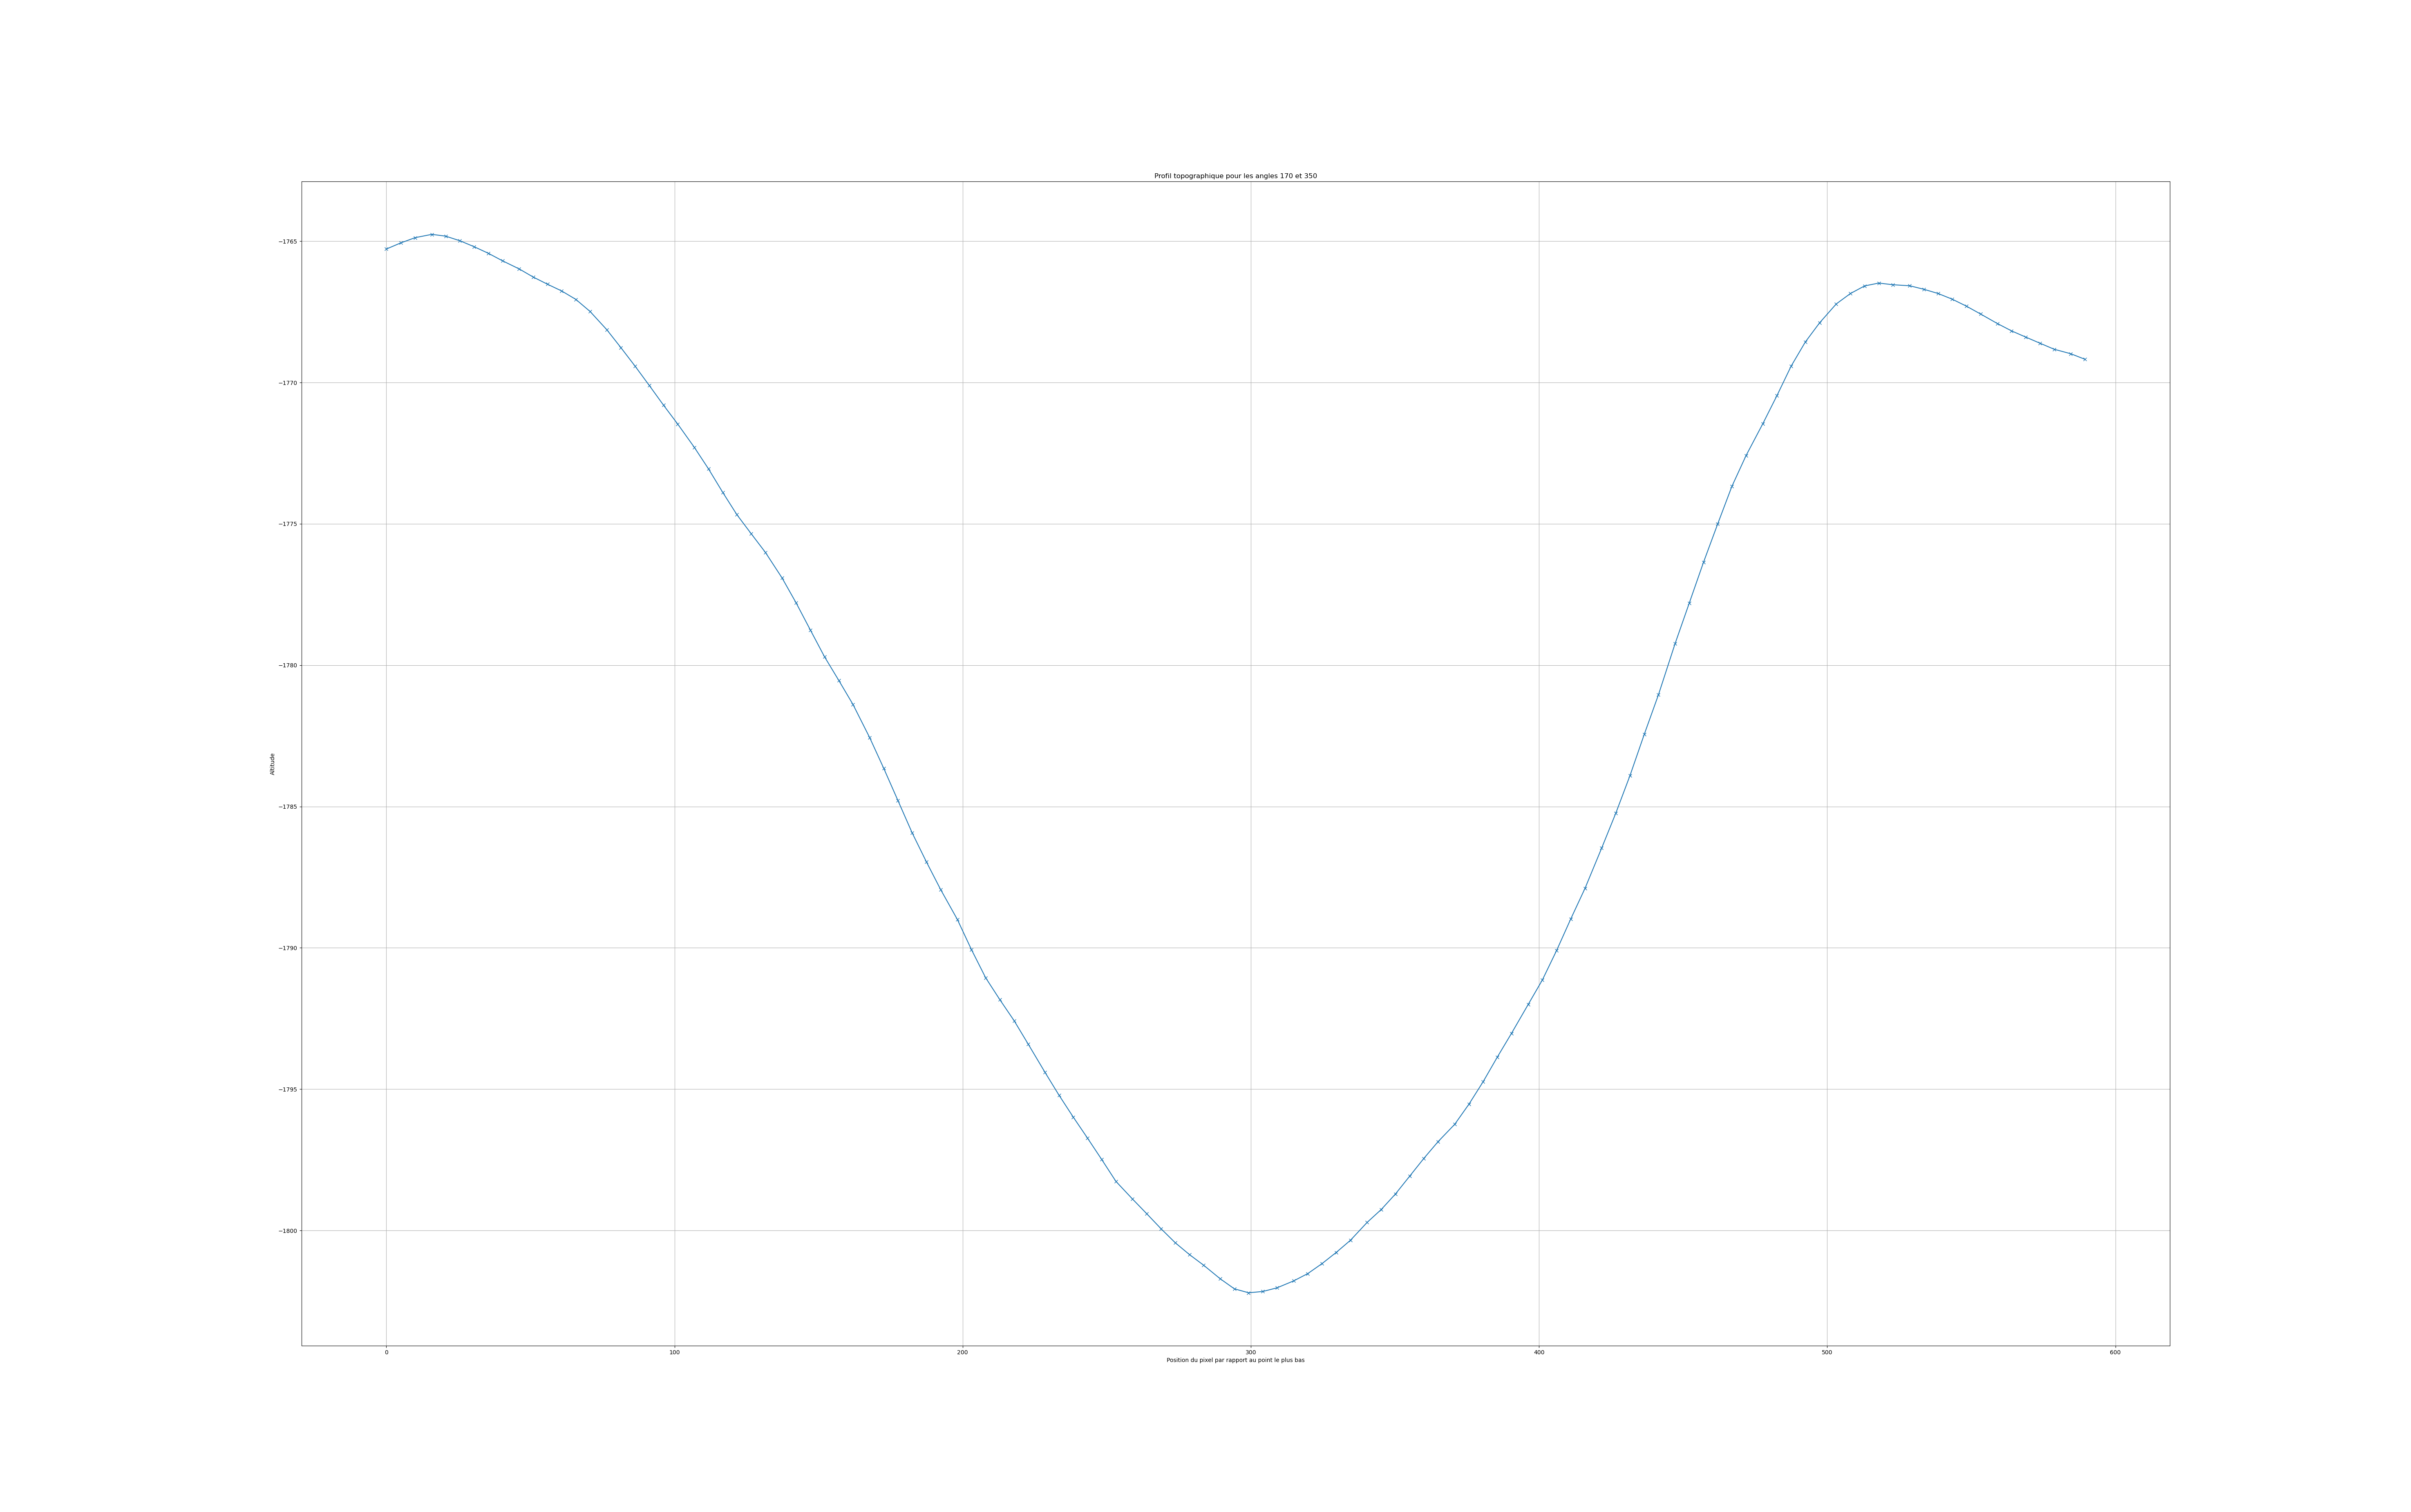 Profil topographique pour les angles 170 et 350
−1765
−1770
−1775
−1780
−1785
−1790
−1795
−1800
Altitude
0 100 200 300 400 500 600
Position du pixel par rapport au point le plus bas